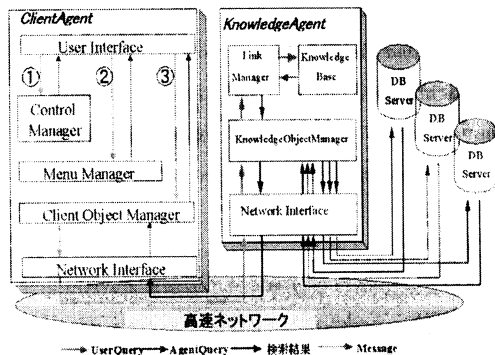 ClientAgent
User Interface
① ② ③
Control
Manager
Menu Manager
Client Object Manager
Network Interface
KnowledgeAgent
Link
Manager
Knowledge
Base
KnowledgeObjectManager
Network Interface
DB
Server
DB
Server
DB
Server
高速ネットワーク
UserQuery AgentQuery 検索結果 Message